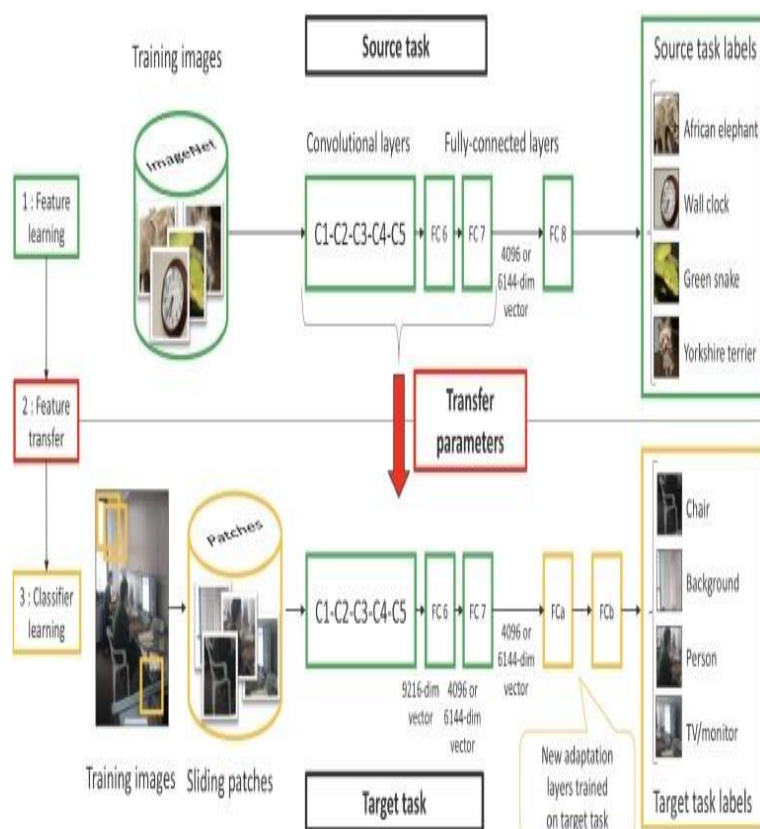 Source task
Training images
Source task labels
ImageNet
Convolutional layers
Fully-connected layers
African elephant
1 : Feature
learning
C1-C2-C3-C4-C5
FC 6
FC 7
FC 8
Wall clock
4096 or
6144-dim
vector
Green snake
Yorkshire terrier
2 : Feature
transfer
Transfer
parameters
Patches
Chair
Background
3 : Classifier
learning
C1-C2-C3-C4-C5
FC 6
FC 7
FCa
FCb
4096 or
6144-dim
vector
Person
9216-dim
vector
4096 or
6144-dim
vector
TV/monitor
Training images
Sliding patches
New adaptation
layers trained
on target task
Target task
Target task labels